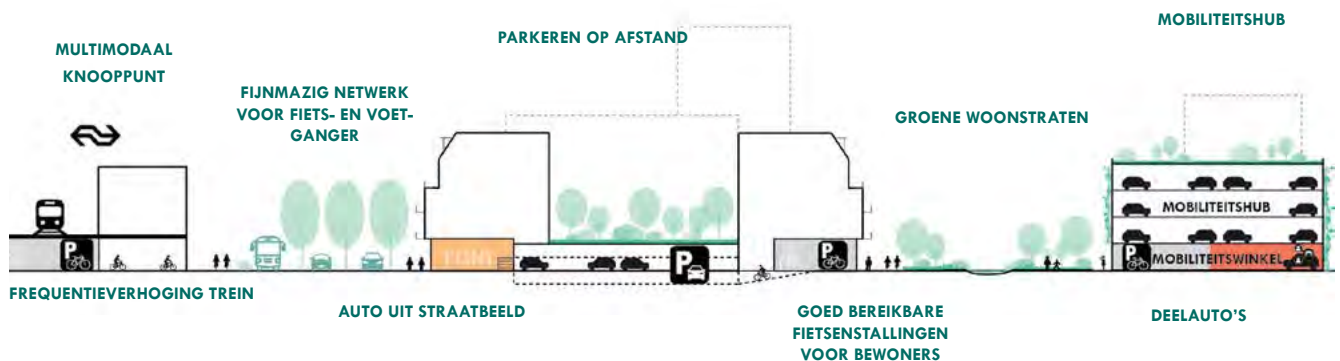 MOBILITEITSHUB
PARKEREN OP AFSTAND
MULTIMODAAL
KNOOPPUNT
FIJNMAZIG NETWERK
VOOR FIETS- EN VOET-
GANGER
GROENE WOONSTRATEN
MOBILITEITSHUB
P
P
P
P
MOBILITEITSWINKEL
FREQUENTIEVERHOGING TREIN
AUTO UIT STRAATBEELD
GOED BEREIKBARE
FIETSENSTALLINGEN
VOOR BEWONERS
DEELAUTO'S